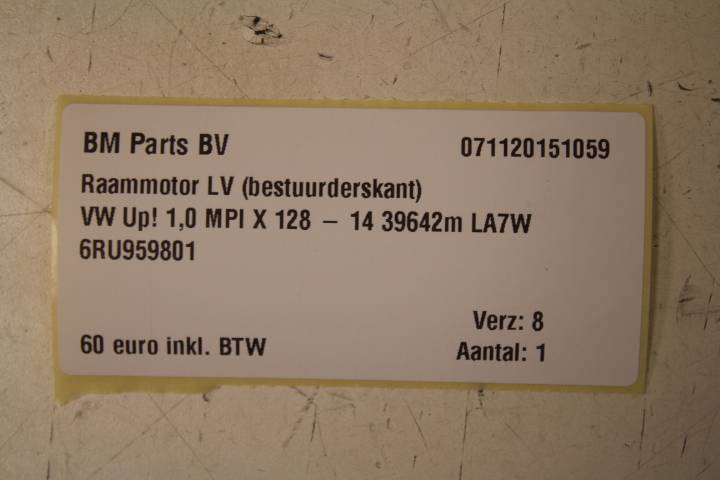 BM Parts BV 071120151059
Raammotor LV (bestuurderskant)
VW Up! 1,0 MPI X 128 – 14 39642m LA7W
6RU959801
Verz: 8
60 euro inkl. BTW Aantal: 1